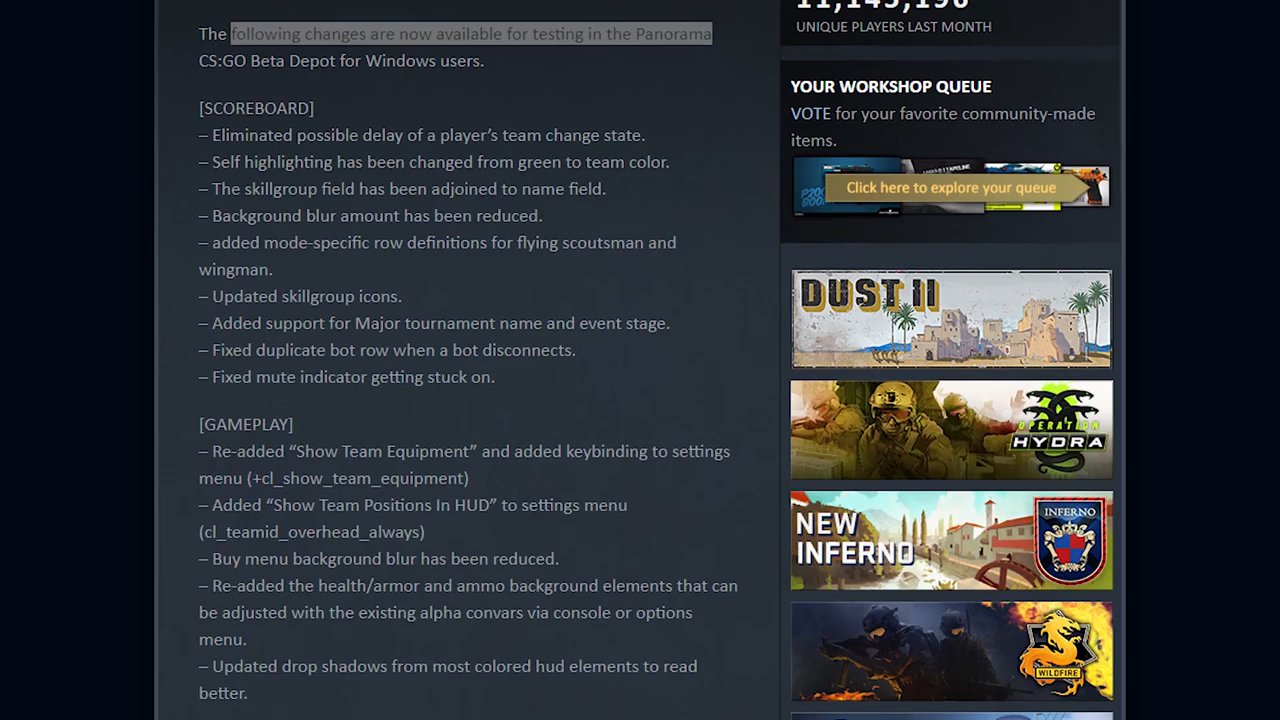 The following changes are now available for testing in the Panorama
CS:GO Beta Depot for Windows users.
[SCOREBOARD]
– Eliminated possible delay of a player’s team change state.
– Self highlighting has been changed from green to team color.
– The skillgroup field has been adjoined to name field.
– Background blur amount has been reduced.
– added mode-specific row definitions for flying scoutsman and
wingman.
– Updated skillgroup icons.
– Added support for Major tournament name and event stage.
– Fixed duplicate bot row when a bot disconnects.
– Fixed mute indicator getting stuck on.
[GAMEPLAY]
– Re-added “Show Team Equipment” and added keybinding to settings
menu (+cl_show_team_equipment)
– Added “Show Team Positions In HUD” to settings menu
(cl_teamid_overhead_always)
– Buy menu background blur has been reduced.
– Re-added the health/armor and ammo background elements that can
be adjusted with the existing alpha convars via console or options
menu.
– Updated drop shadows from most colored hud elements to read
better.
11,145,196
UNIQUE PLAYERS LAST MONTH
YOUR WORKSHOP QUEUE
VOTE for your favorite community-made
items.
Click here to explore your queue
DUST II
OPERATION
HYDRA
NEW
INFERNO
INFERNO
WILDFIRE